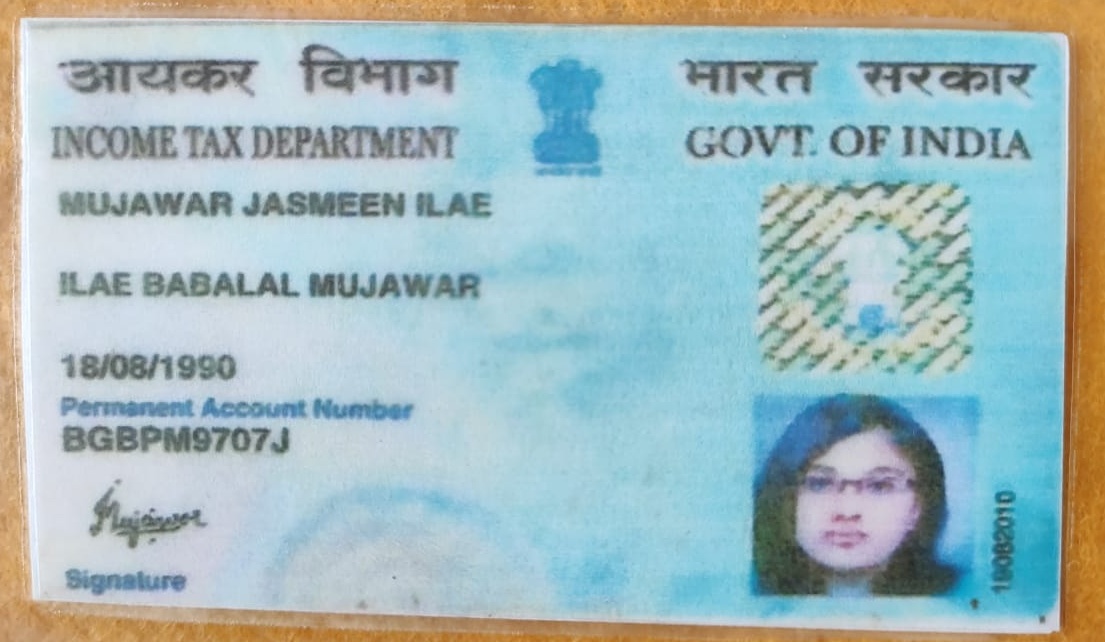 आयकर विभाग
भारत सरकार
INCOME TAX DEPARTMENT
GOVT. OF INDIA
MUJAWAR JASMEEN ILAE
ILAE BABALAL MUJAWAR
18/08/1990
Permanent Account Number
BGBPM9707J
Mujawar
Signature